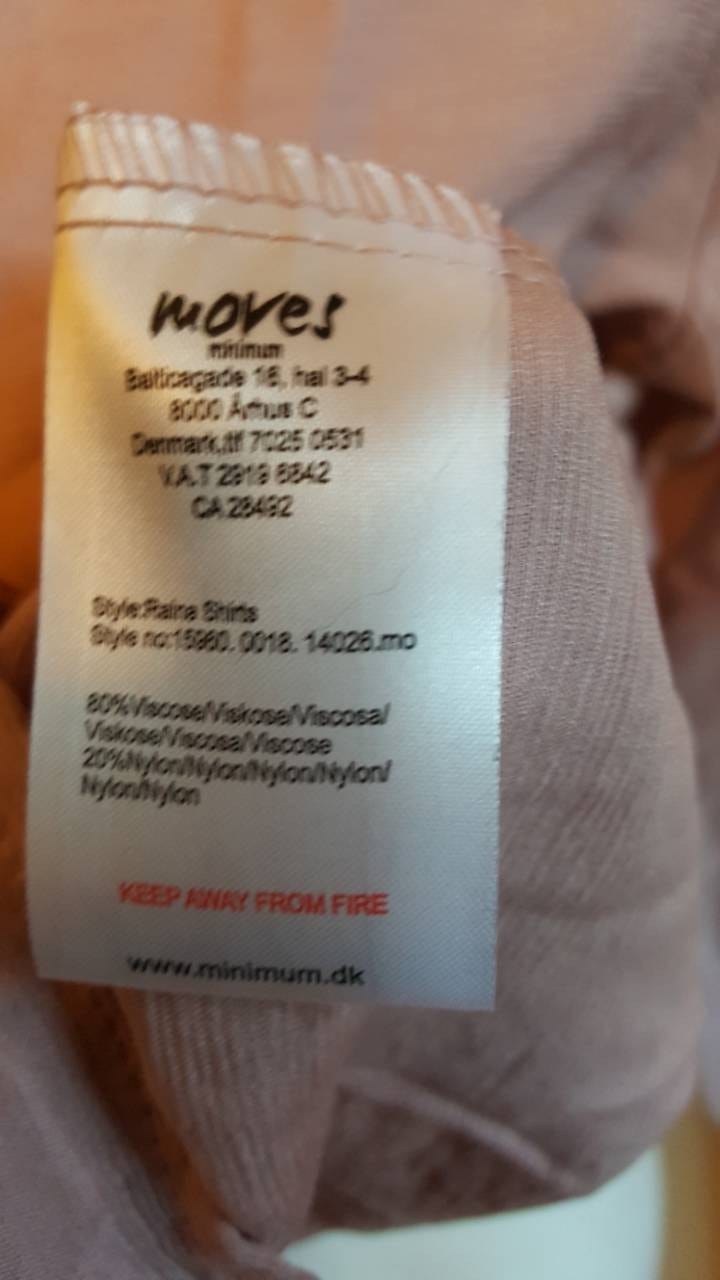 moves
minimum
Balticagade 16, hal 3-4
8000 Århus C
Denmark,tlf 7025 0531
V.A.T 2919 6842
CA 28492
Style:Raina Shirts
Style no:15960. 0018. 14026.mo
80%Viscose/Viskose/Viscosa/
Viskose/Viscosa/Viscose
20%Nylon/Nylon/Nylon/Nylon/
Nylon/Nylon
KEEP AWAY FROM FIRE
www.minimum.dk